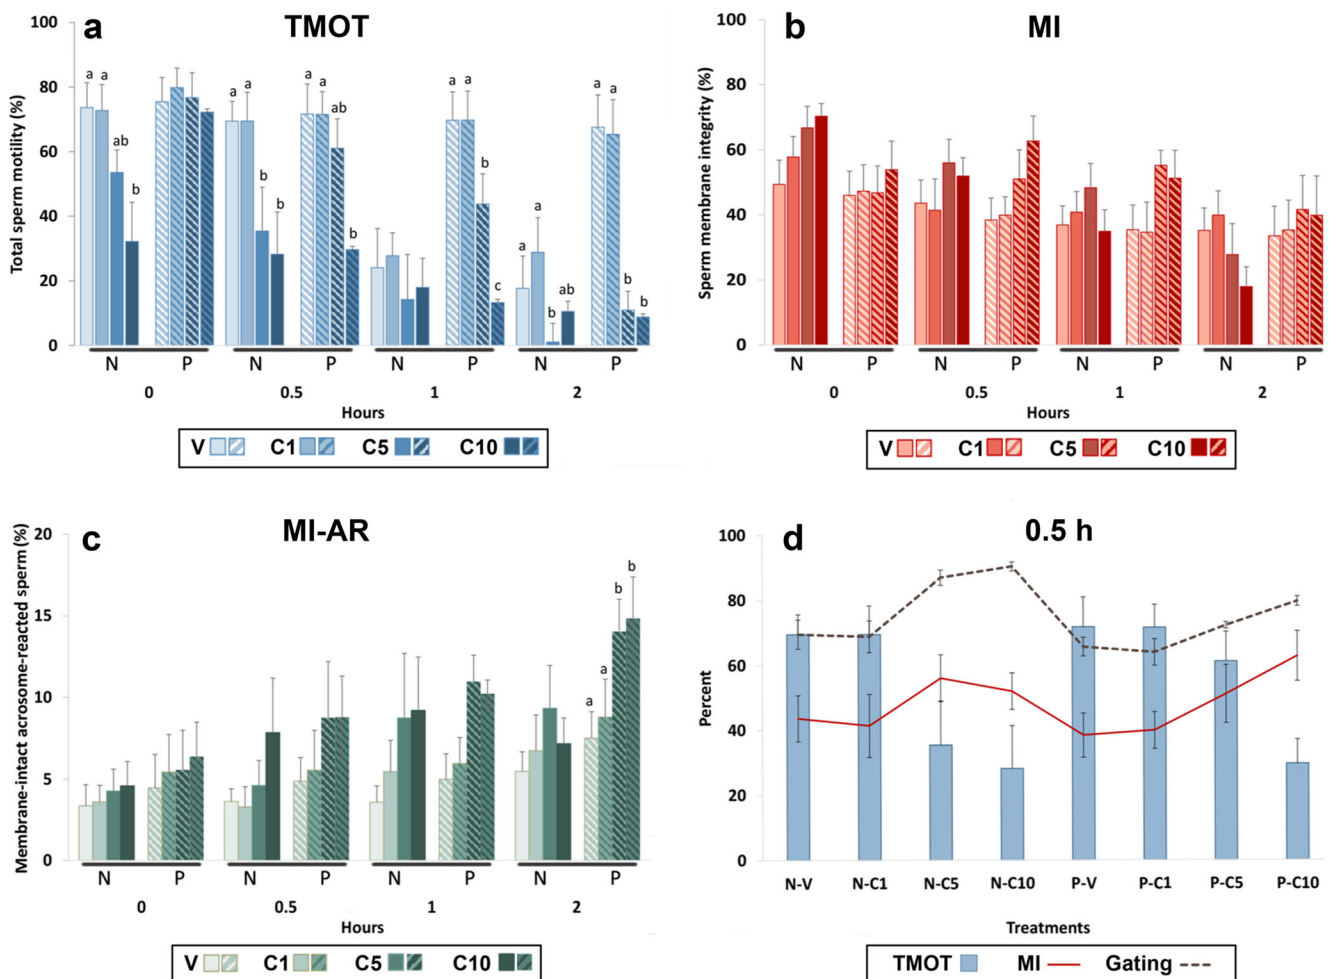 a TMOT
Total sperm motility (%)
100
80
60
40
20
0
a a ab b
a a b b a a ab b
a a b c
a a b ab a a b b
N P N P N P N P
0 0.5 1 2
Hours
V C1 C5 C10
b MI
Sperm membrane integrity (%)
100
80
60
40
20
0
N P N P N P N P
0 0.5 1 2
Hours
V C1 C5 C10
c MI-AR
Membrane-intact acrosome-reacted sperm (%)
20
15
10
5
0
a a b b
N P N P N P N P
0 0.5 1 2
Hours
V C1 C5 C10
d 0.5 h
Percent
100
80
60
40
20
0
N-V N-C1 N-C5 N-C10 P-V P-C1 P-C5 P-C10
Treatments
TMOT MI Gating